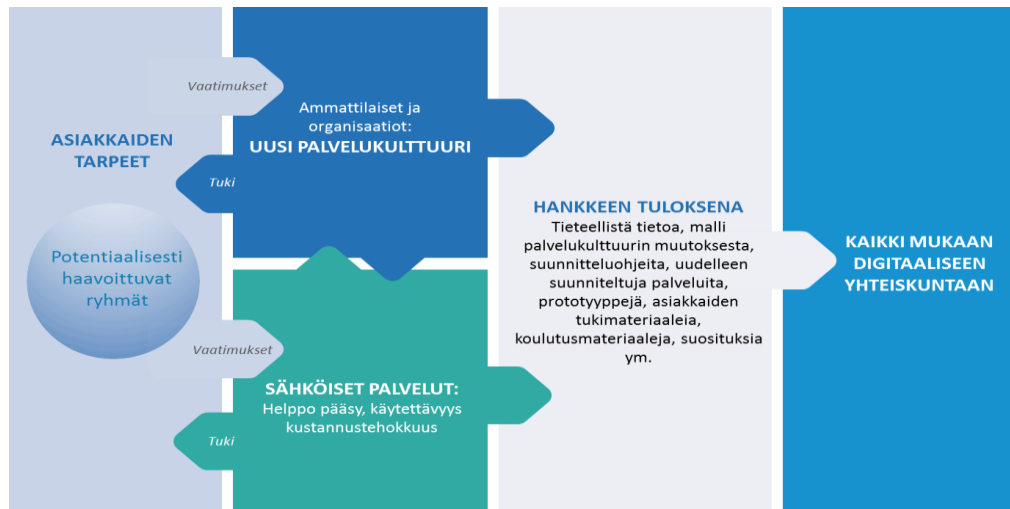 ASIAKKAIDEN
TARPEET
Potentiaalisesti
haavoittuvat
ryhmät
Vaatimukset
Tuki
Ammattilaiset ja
organisaatiot:
UUSI PALVELUKULTTUURI
Vaatimukset
Tuki
SÄHKÖISET PALVELUT:
Helppo pääsy, käytettävyys
kustannustehokkuus
HANKKEEN TULOKSENA
Tieteellistä tietoa, malli
palvelukulttuurin muutoksesta,
suunnitteluohjeita, uudelleen
suunniteltuja palveluita,
prototyyppejä, asiakkaiden
tukimateriaaleia,
koulutusmateriaaleja, suosituksia
ym.
KAIKKI MUKAAN
DIGITAALISEEN
YHTEISKUNTAAN